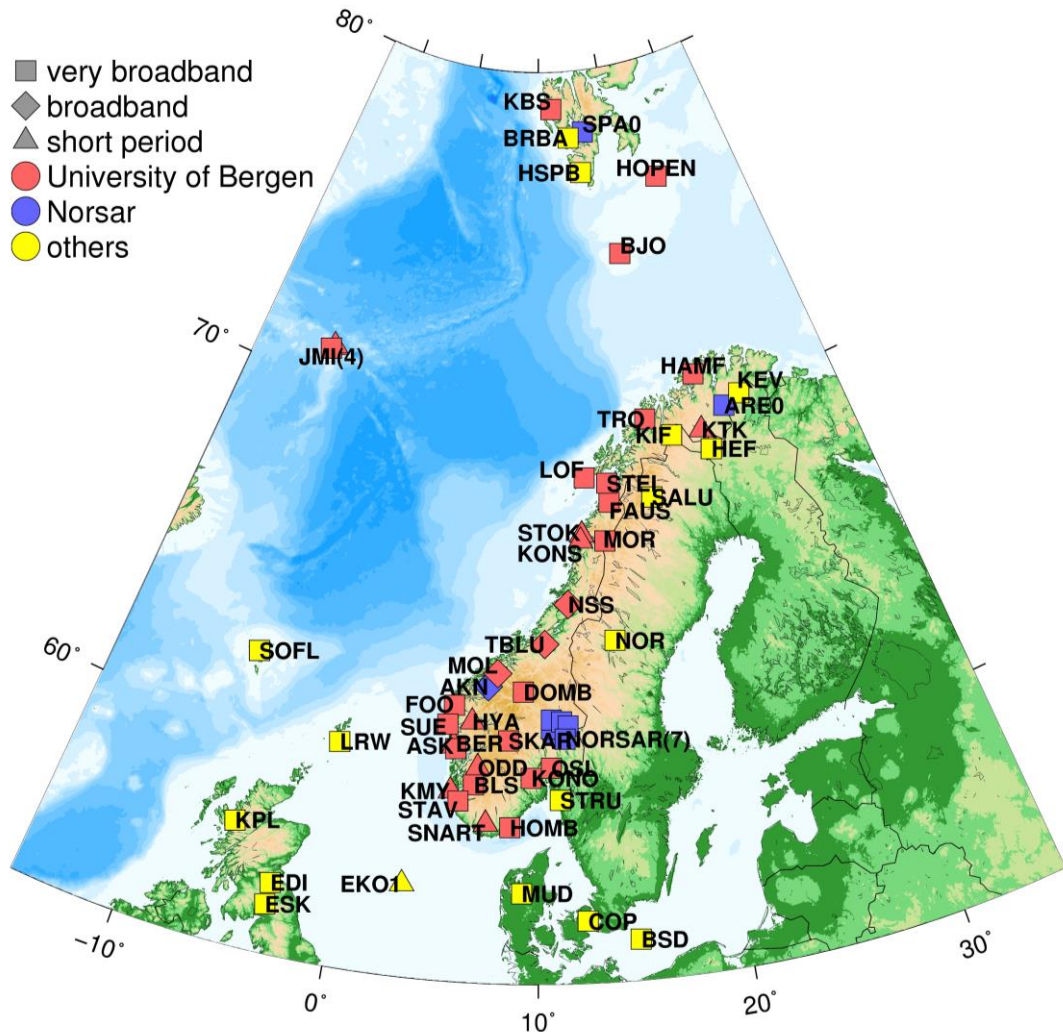 80°
very broadband
broadband
short period
University of Bergen
Norsar
others
KBS
SPA0
BRBA
HSPB
HOPEN
BJO
70°
JMI(4)
HAMF
KEV
ARE0
TRO
KTK
KIF
HEF
LOF
STEI
SALU
FAUS
STOK
MOR
KONS
NSS
NOR
TBLU
60°
SOFL
MOL
AKN
DOMB
FOO
HYA
SUE
LRW
ASK
BER
SKAR
NORSAR(7)
ODD
OSL
KONO
BLS
KMY
STAV
STRU
KPL
SNART
HOMB
EDI
EKO1
ESK
MUD
COP
BSD
−10°
0°
10°
20°
30°